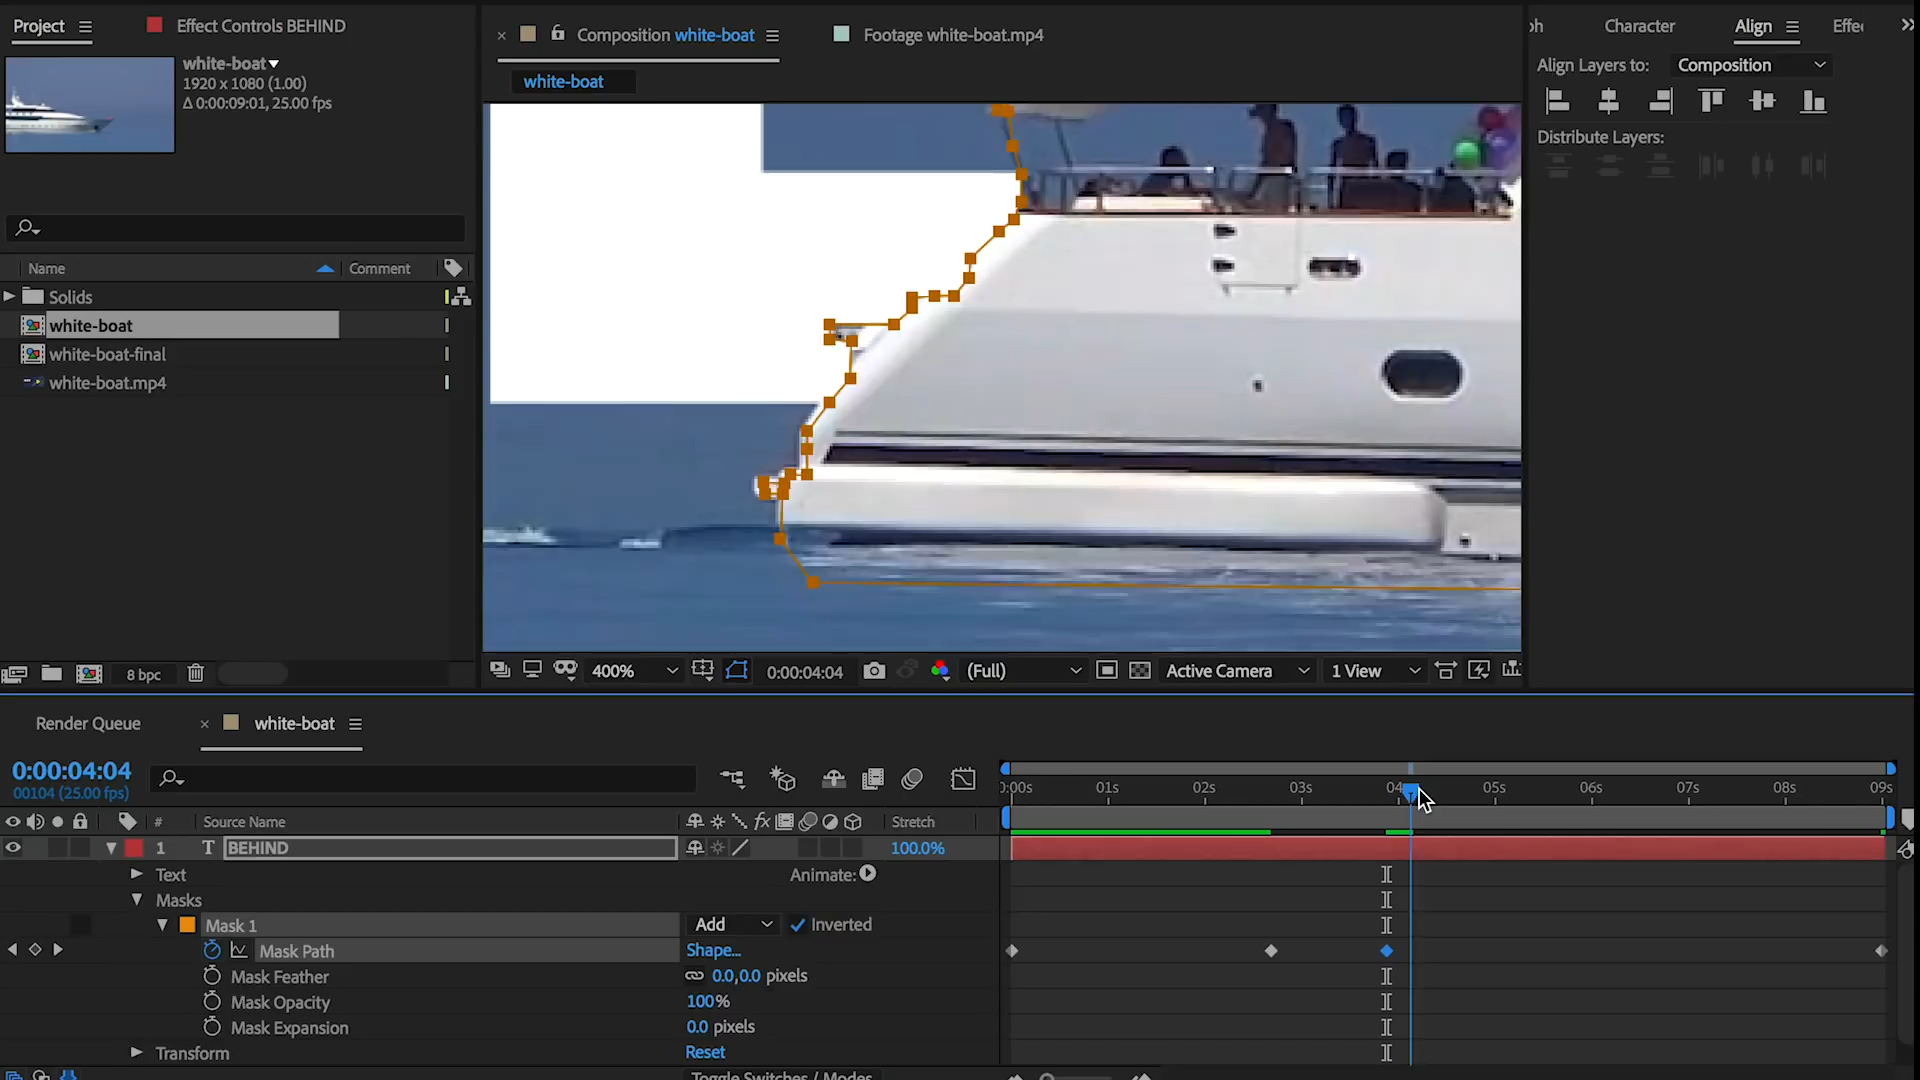 Project
Effect Controls BEHIND
white-boat
1920 x 1080 (1.00)
Δ 0:00:09:01, 25.00 fps
Name
Comment
Solids
white-boat
white-boat-final
white-boat.mp4
8 bpc
Composition white-boat
Footage white-boat.mp4
white-boat
400%
0:00:04:04
(Full)
Active Camera
1 View
Character
Align
Align Layers to:
Composition
Distribute Layers:
Render Queue
white-boat
0:00:04:04
00104 (25.00 fps)
:00s 01s 02s 03s 04s 05s 06s 07s 08s 09s
# Source Name
fx
Stretch
1 T BEHIND
100.0%
Text
Animate:
Masks
Mask 1
Add
Inverted
Mask Path
Shape...
Mask Feather
0.0,0.0 pixels
Mask Opacity
100%
Mask Expansion
0.0 pixels
Transform
Reset
Toggle Switches / Modes